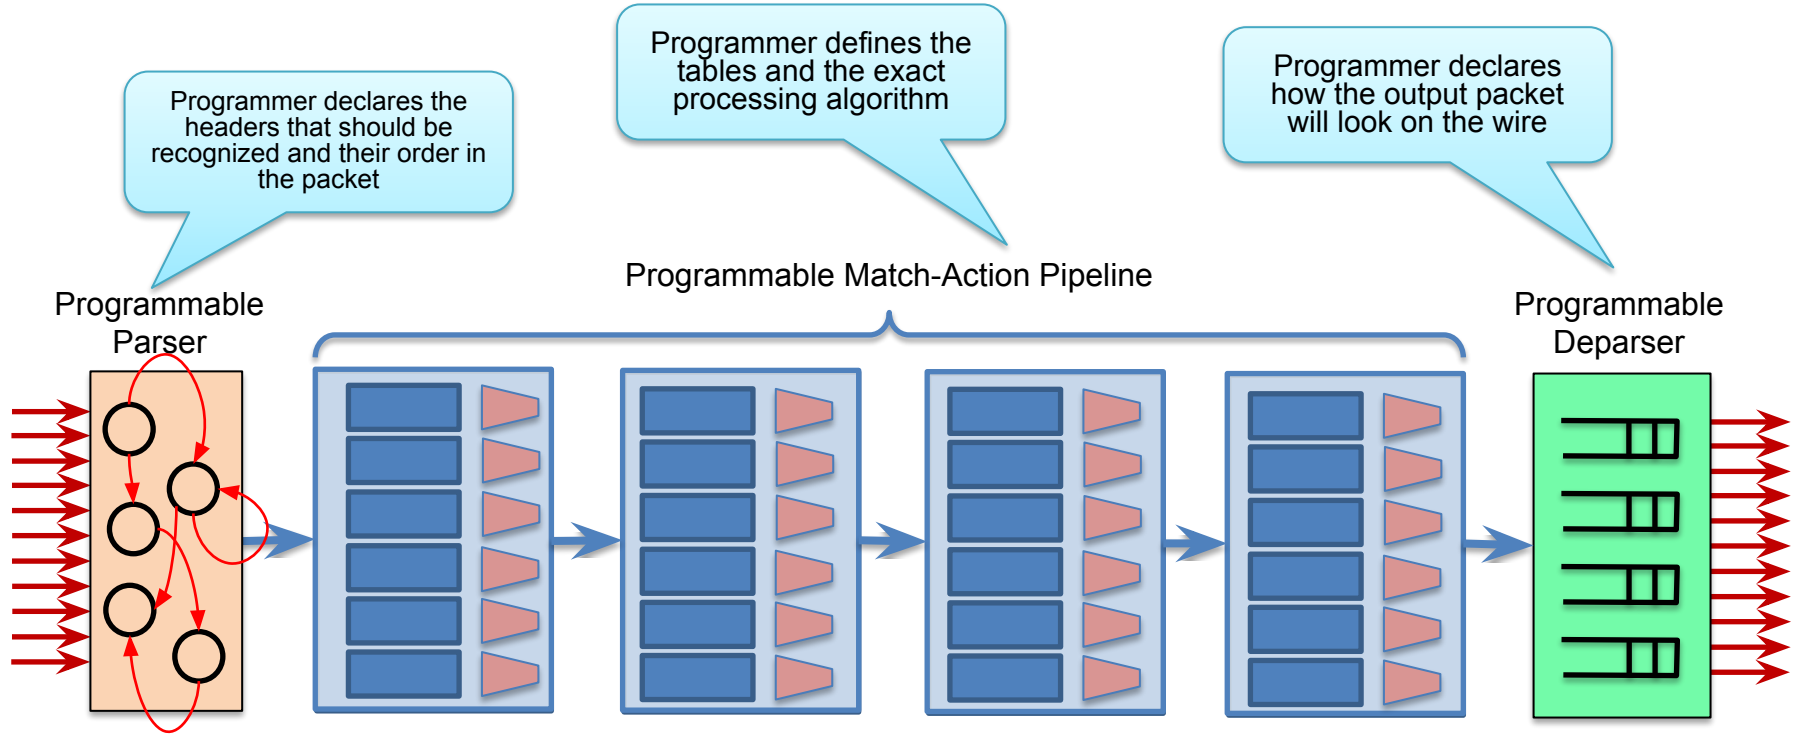 Programmer declares the
headers that should be
recognized and their order in
the packet
Programmer defines the
tables and the exact
processing algorithm
Programmer declares
how the output packet
will look on the wire
Programmable
Parser
Programmable Match-Action Pipeline
Programmable
Deparser